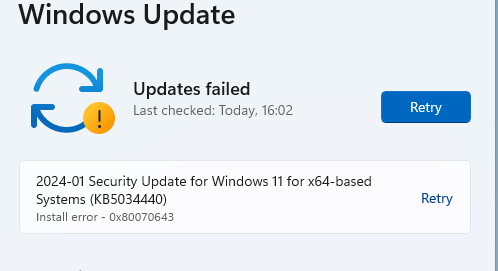 Windows Update
Updates failed
Last checked: Today, 16:02
Retry
2024-01 Security Update for Windows 11 for x64-based
Systems (KB5034440)
Retry
Install error - 0x80070643